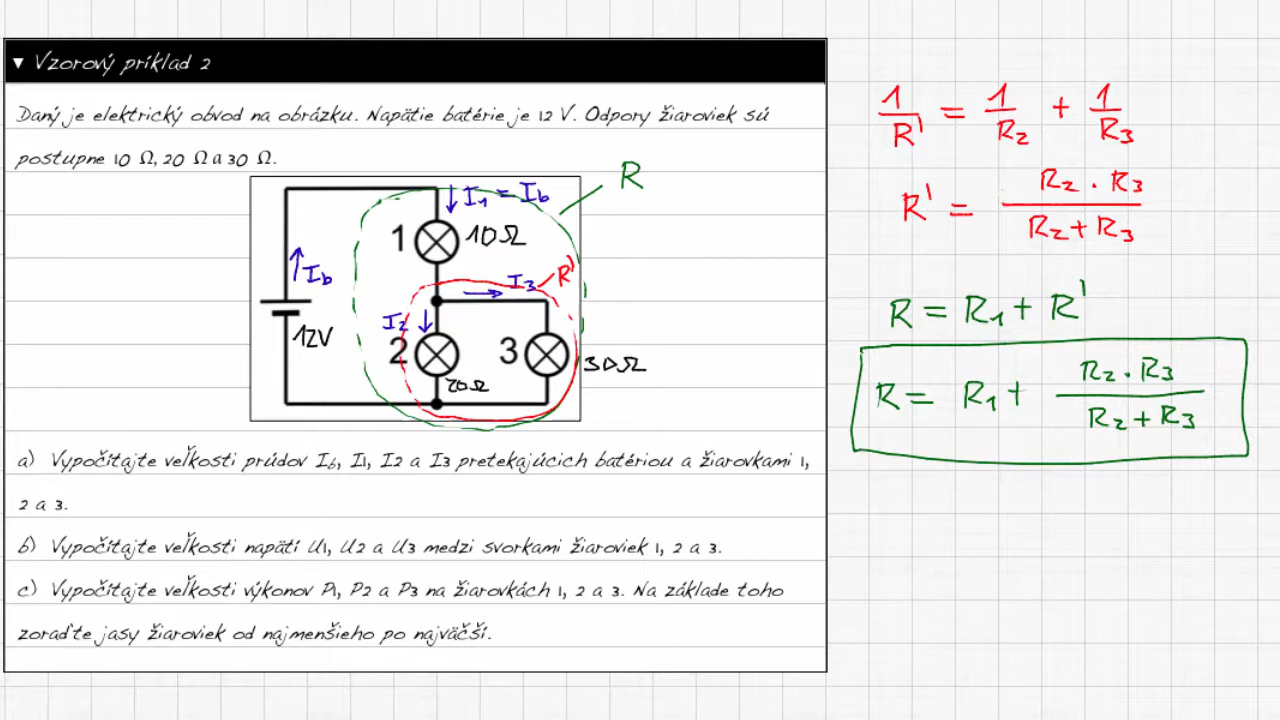 ▼ Vzorový príklad 2
Daný je elektrický obvod na obrázku. Napätie batérie je 12 V. Odpory žiaroviek sú
postupne 10 Ω, 20 Ω a 30 Ω.
R
I1 = Ib
1
10Ω
Ib
I3
R'
12V
I2
2
3
20Ω
30Ω
a) Vypočítajte veľkosti prúdov Ib, I1, I2 a I3 pretekajúcich batériou a žiarovkami 1,
2 a 3.
b) Vypočítajte veľkosti napätí U1, U2 a U3 medzi svorkami žiaroviek 1, 2 a 3.
c) Vypočítajte veľkosti výkonov P1, P2 a P3 na žiarovkách 1, 2 a 3. Na základe toho
zoraďte jasy žiaroviek od najmenšieho po najväčší.
1/R' = 1/R2 + 1/R3
R' = R2 · R3 / R2+R3
R = R1 + R'
R = R1 + R2 · R3 / R2 + R3